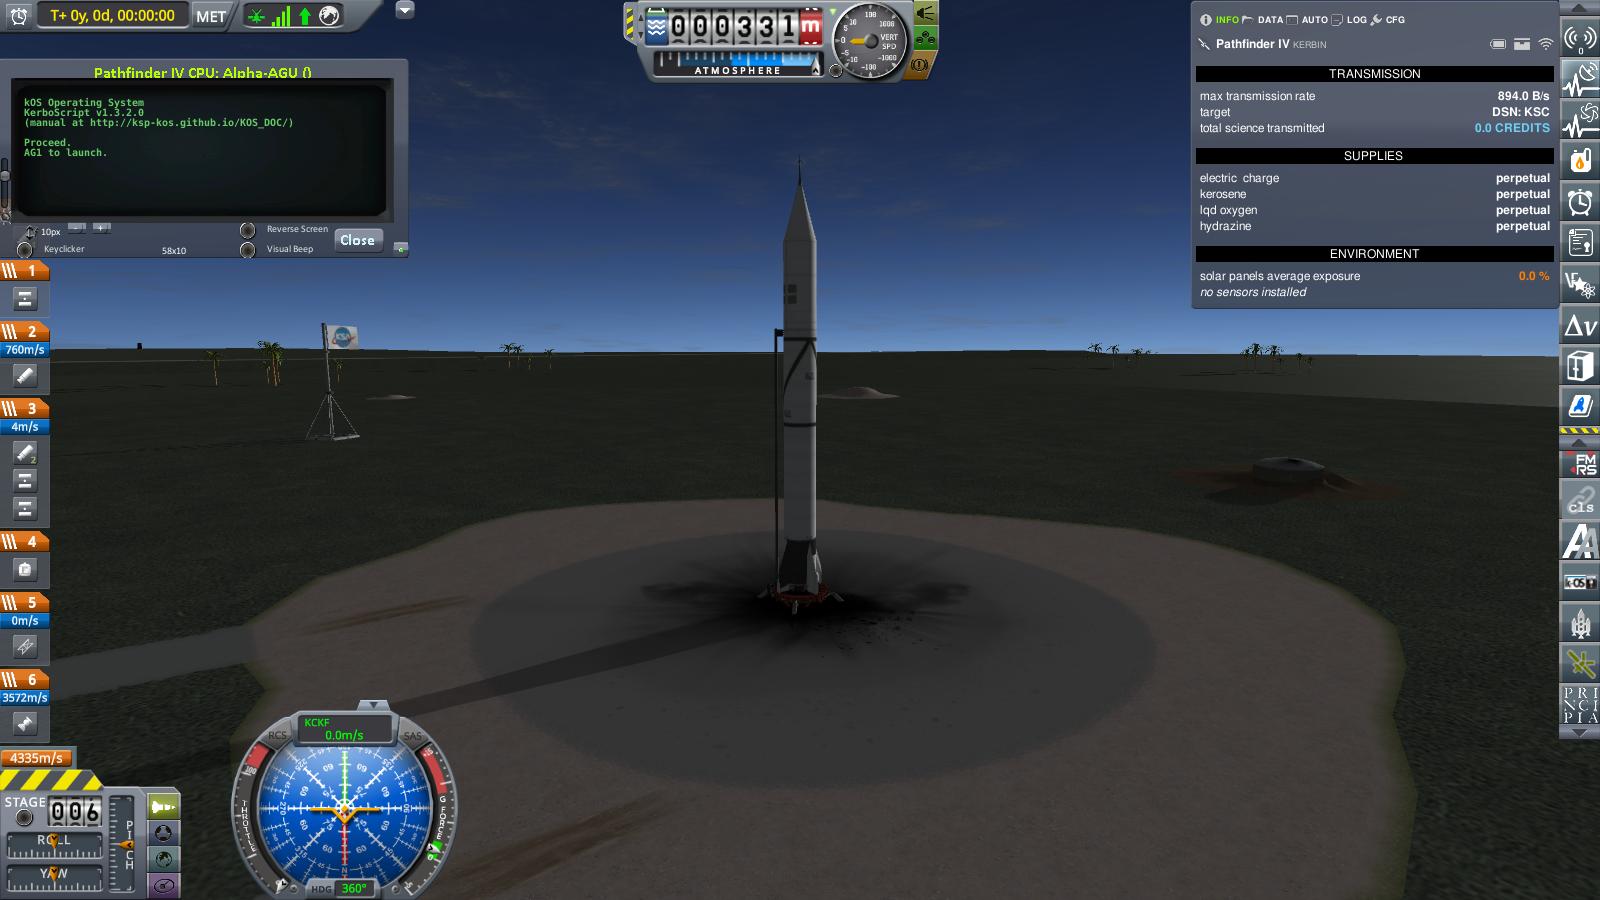 T+ 0y, 0d, 00:00:00
MET
000331m
VERT
SPD
ATMOSPHERE
Pathfinder IV CPU: Alpha-AGU ()
kOS Operating System
KerboScript v1.3.2.0
(manual at http://ksp-kos.github.io/KOS_DOC/)
Proceed.
AG1 to launch.
10px
Reverse Screen
Keyclicker
58x10
Visual Beep
Close
INFO
DATA
AUTO
LOG
CFG
Pathfinder IV KERBIN
TRANSMISSION
max transmission rate 894.0 B/s
target DSN: KSC
total science transmitted 0.0 CREDITS
SUPPLIES
electric charge perpetual
kerosene perpetual
lqd oxygen perpetual
hydrazine perpetual
ENVIRONMENT
solar panels average exposure 0.0 %
no sensors installed
1
2
760m/s
3
4m/s
2
4
5
0m/s
6
3572m/s
4335m/s
STAGE
006
ROLL
YAW
PITCH
KCKF
0.0m/s
RCS
SAS
THROTTLE
G FORCE
HDG 360°
Δv
FM
RS
cls
kOS
PRI
NCI
PIA